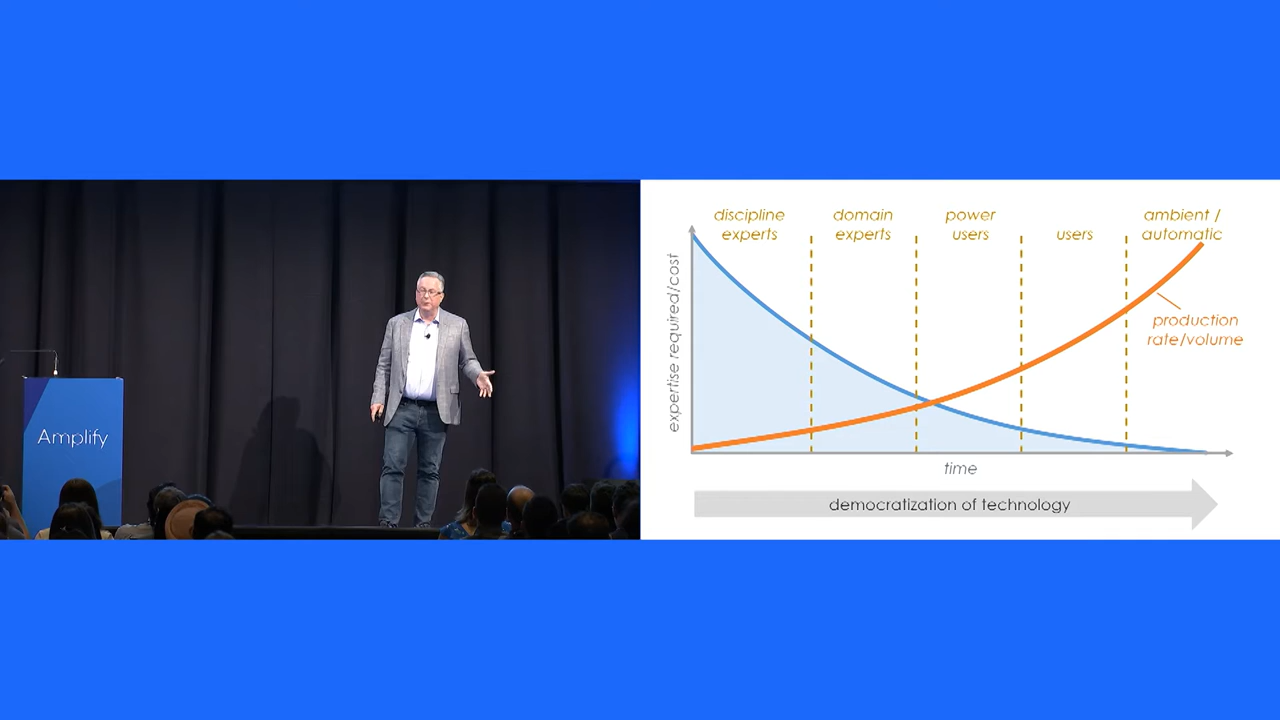 Amplify
discipline
experts
domain
experts
power
users
users
ambient /
automatic
expertise required/cost
production
rate/volume
time
democratization of technology